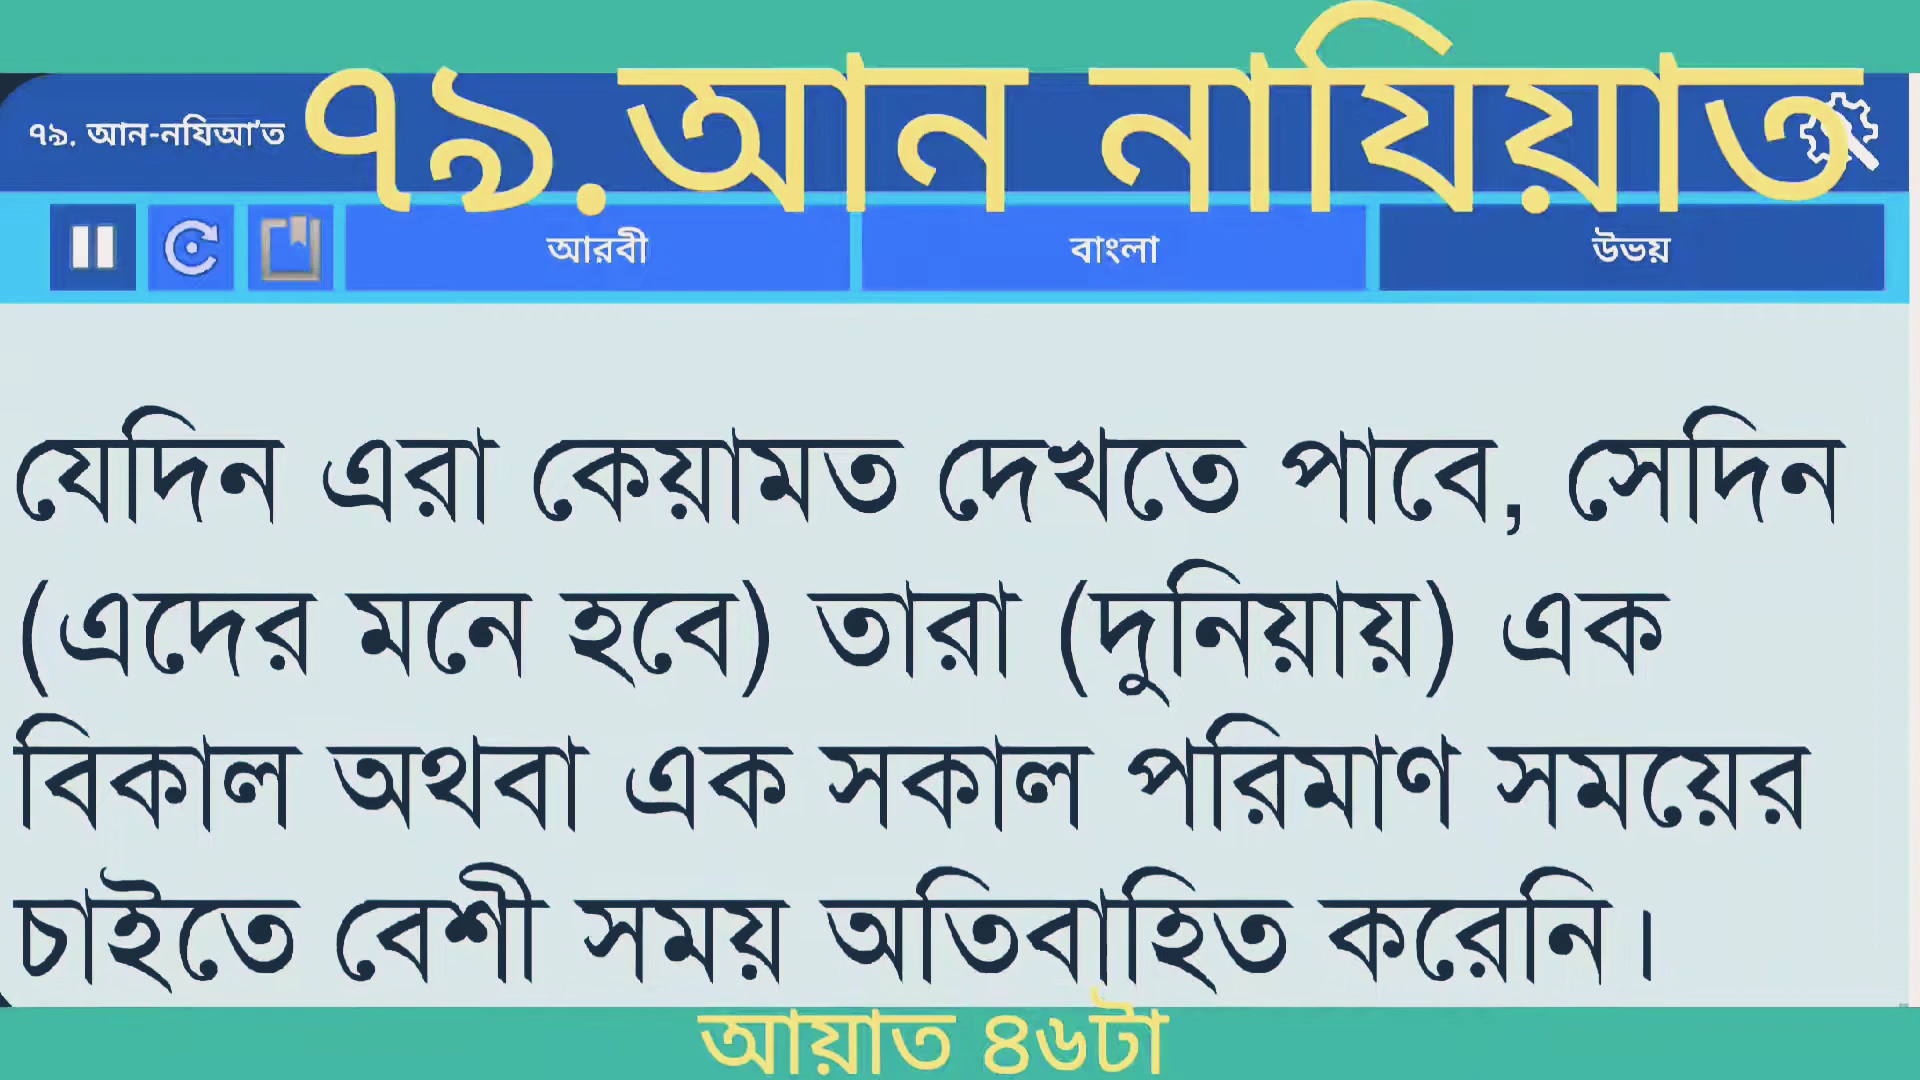 ৭৯.আন নাযিয়াত
৭৯. আন-নযিআ'ত
আরবী
বাংলা
উভয়
যেদিন এরা কেয়ামত দেখতে পাবে, সেদিন
(এদের মনে হবে) তারা (দুনিয়ায়) এক
বিকাল অথবা এক সকাল পরিমাণ সময়ের
চাইতে বেশী সময় অতিবাহিত করেনি।
আয়াত ৪৬টা